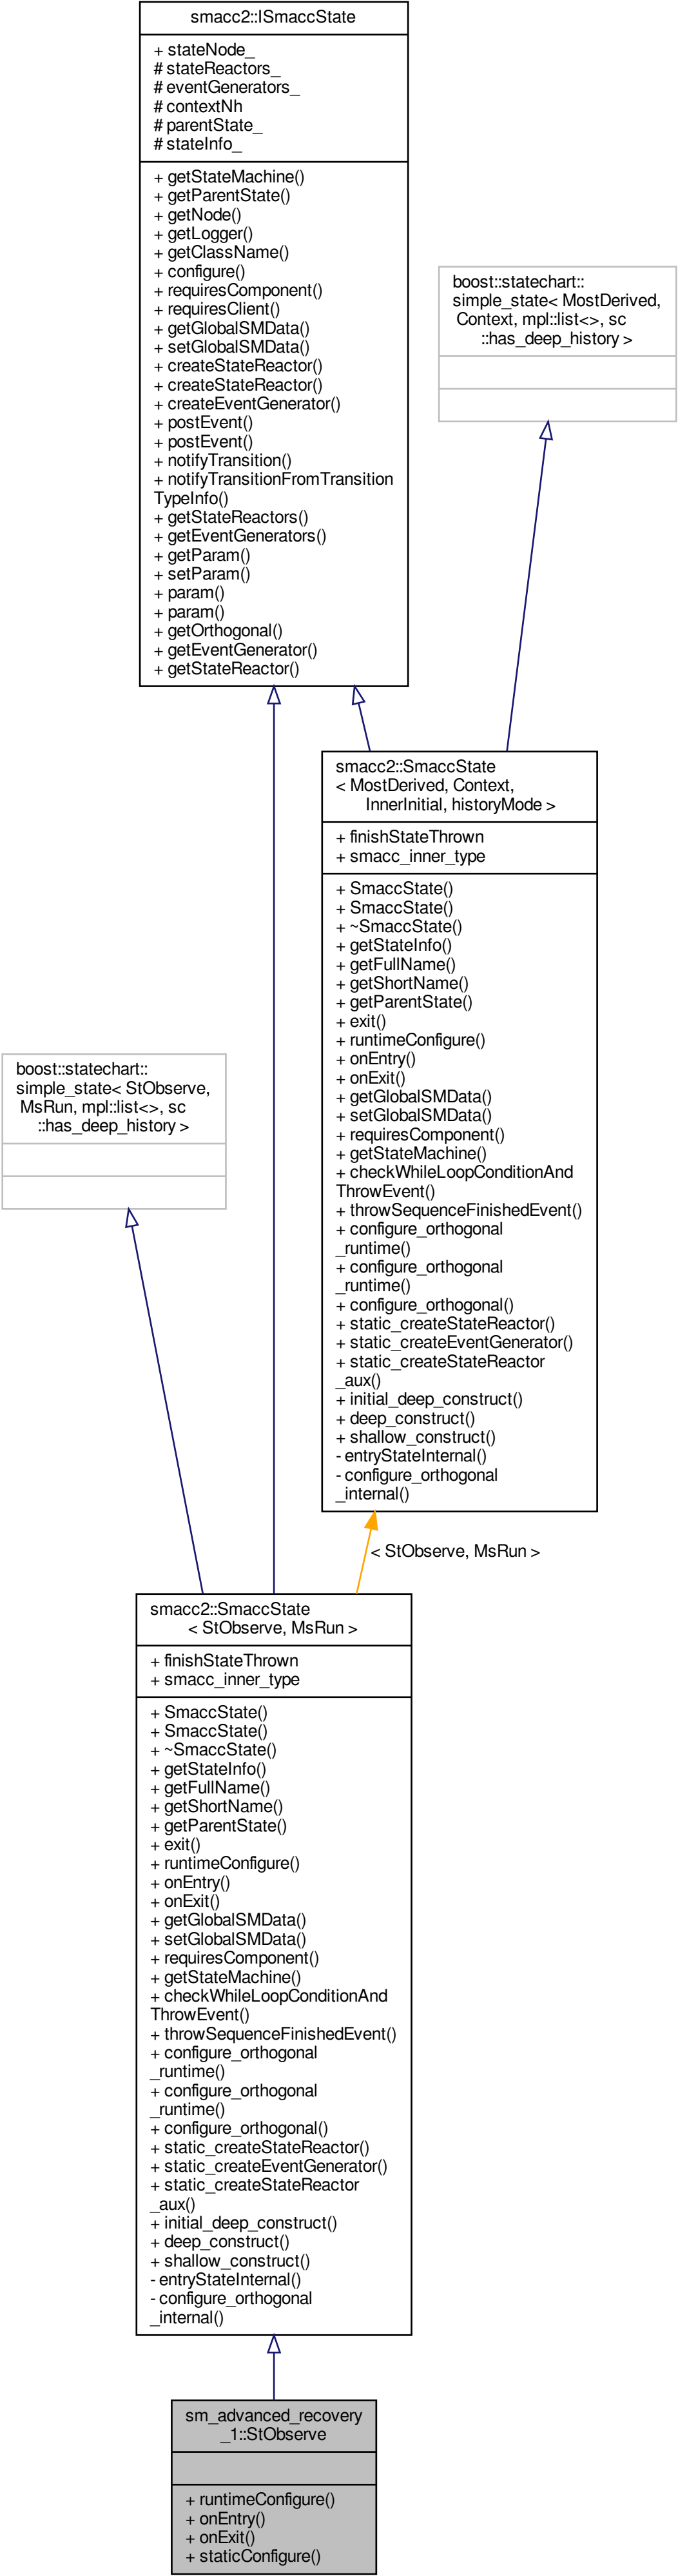 smacc2::ISmaccState
+ stateNode_
# stateReactors_
# eventGenerators_
# contextNh
# parentState_
# stateInfo_
+ getStateMachine()
+ getParentState()
+ getNode()
+ getLogger()
+ getClassName()
+ configure()
+ requiresComponent()
+ requiresClient()
+ getGlobalSMData()
+ setGlobalSMData()
+ createStateReactor()
+ createStateReactor()
+ createEventGenerator()
+ postEvent()
+ postEvent()
+ notifyTransition()
+ notifyTransitionFromTransition
TypeInfo()
+ getStateReactors()
+ getEventGenerators()
+ getParam()
+ setParam()
+ param()
+ param()
+ getOrthogonal()
+ getEventGenerator()
+ getStateReactor()
boost::statechart::
simple_state< MostDerived,
Context, mpl::list<>, sc
::has_deep_history >
smacc2::SmaccState
< MostDerived, Context,
InnerInitial, historyMode >
+ finishStateThrown
+ smacc_inner_type
+ SmaccState()
+ SmaccState()
+ ~SmaccState()
+ getStateInfo()
+ getFullName()
+ getShortName()
+ getParentState()
+ exit()
+ runtimeConfigure()
+ onEntry()
+ onExit()
+ getGlobalSMData()
+ setGlobalSMData()
+ requiresComponent()
+ getStateMachine()
+ checkWhileLoopConditionAnd
ThrowEvent()
+ throwSequenceFinishedEvent()
+ configure_orthogonal
_runtime()
+ configure_orthogonal
_runtime()
+ configure_orthogonal()
+ static_createStateReactor()
+ static_createEventGenerator()
+ static_createStateReactor
_aux()
+ initial_deep_construct()
+ deep_construct()
+ shallow_construct()
- entryStateInternal()
- configure_orthogonal
_internal()
boost::statechart::
simple_state< StObserve,
MsRun, mpl::list<>, sc
::has_deep_history >
< StObserve, MsRun >
smacc2::SmaccState
< StObserve, MsRun >
+ finishStateThrown
+ smacc_inner_type
+ SmaccState()
+ SmaccState()
+ ~SmaccState()
+ getStateInfo()
+ getFullName()
+ getShortName()
+ getParentState()
+ exit()
+ runtimeConfigure()
+ onEntry()
+ onExit()
+ getGlobalSMData()
+ setGlobalSMData()
+ requiresComponent()
+ getStateMachine()
+ checkWhileLoopConditionAnd
ThrowEvent()
+ throwSequenceFinishedEvent()
+ configure_orthogonal
_runtime()
+ configure_orthogonal
_runtime()
+ configure_orthogonal()
+ static_createStateReactor()
+ static_createEventGenerator()
+ static_createStateReactor
_aux()
+ initial_deep_construct()
+ deep_construct()
+ shallow_construct()
- entryStateInternal()
- configure_orthogonal
_internal()
sm_advanced_recovery
_1::StObserve
+ runtimeConfigure()
+ onEntry()
+ onExit()
+ staticConfigure()